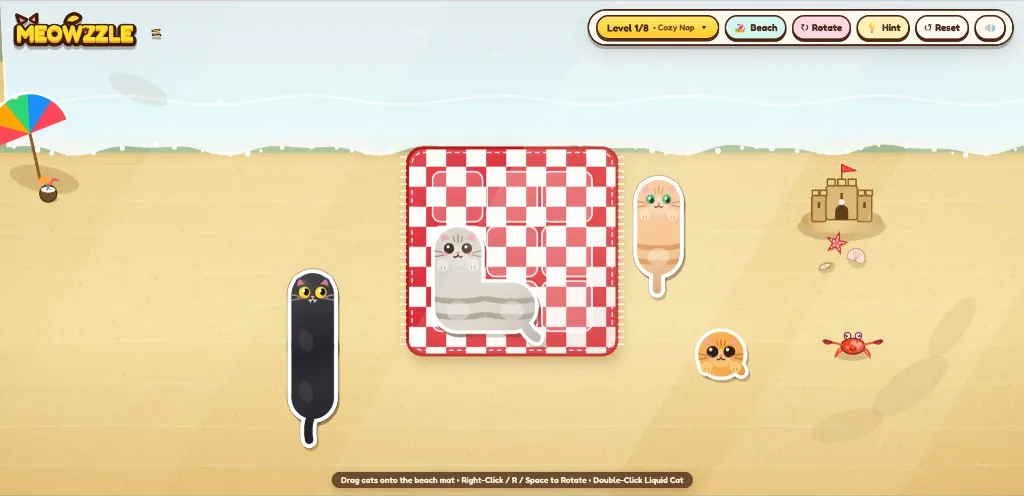 MEOWZZLE
Level 1/8 • Cozy Nap ▼
Beach
↻ Rotate
Hint
↺ Reset
Drag cats onto the beach mat • Right-Click / R / Space to Rotate • Double-Click Liquid Cat